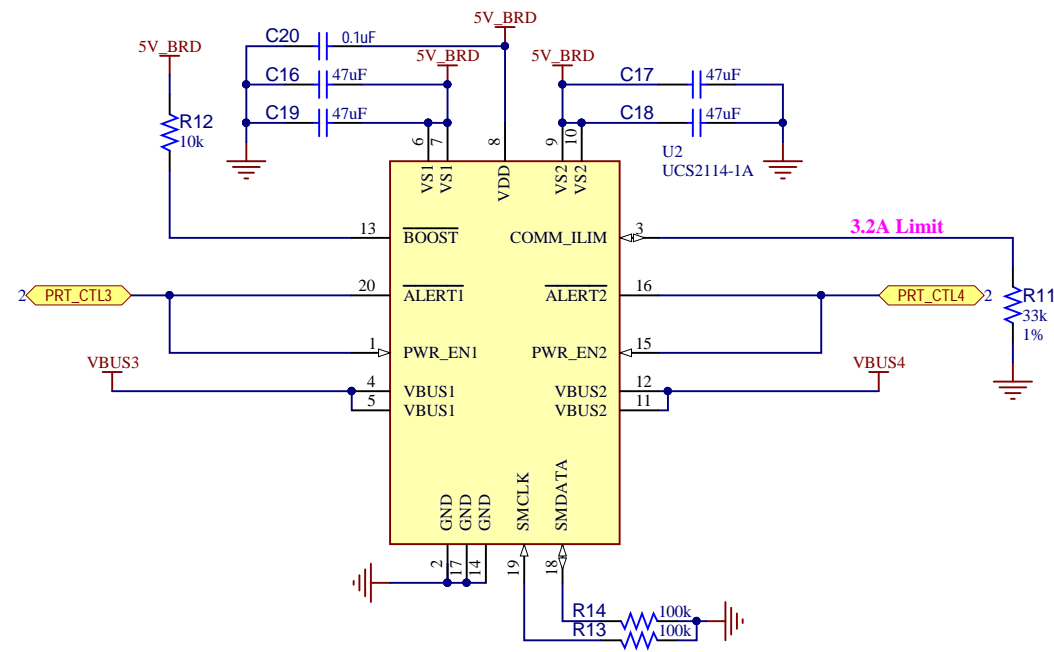 5V_BRD
C20 0.1uF
5V_BRD 5V_BRD 5V_BRD
C16 47uF C17 47uF
C19 47uF C18 47uF
R12
10k
6 7 8 9 10
U2
UCS2114-1A
VS1 VS1 VDD VS2 VS2
13 BOOST COMM_ILIM 3 3.2A Limit
2 PRT_CTL3 20 ALERT1 ALERT2 16 PRT_CTL4 2
R11
33k
1%
1 PWR_EN1 PWR_EN2 15
VBUS3 VBUS4
4 VBUS1 VBUS2 12
5 VBUS1 VBUS2 11
GND GND GND SMCLK SMDATA
2 17 14 19 18
R14 100k
R13 100k